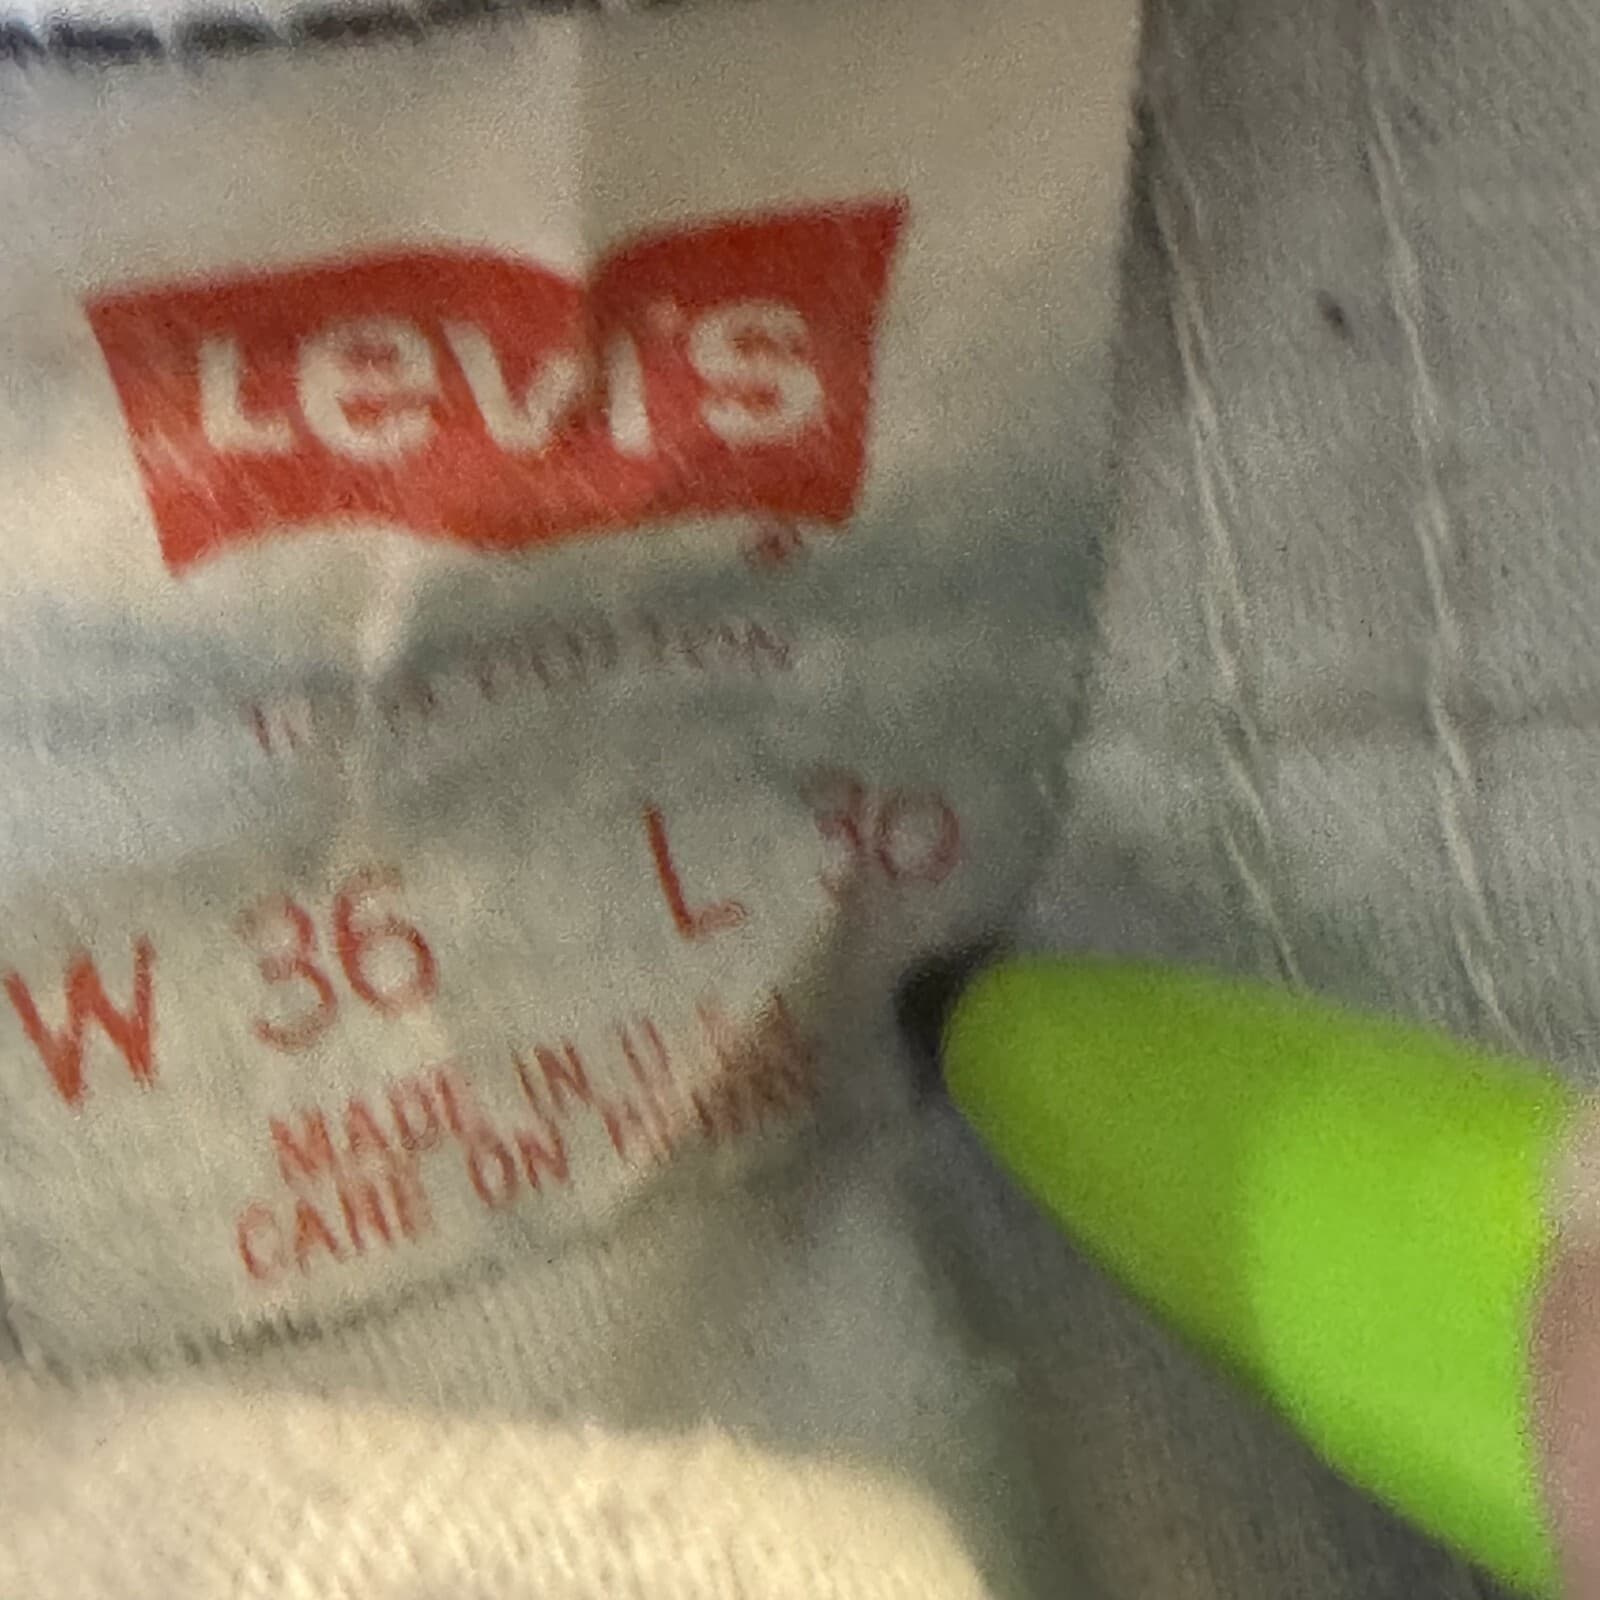 Levi's
®
W 36 L 30
MADE IN U.S.A.
CARE ON